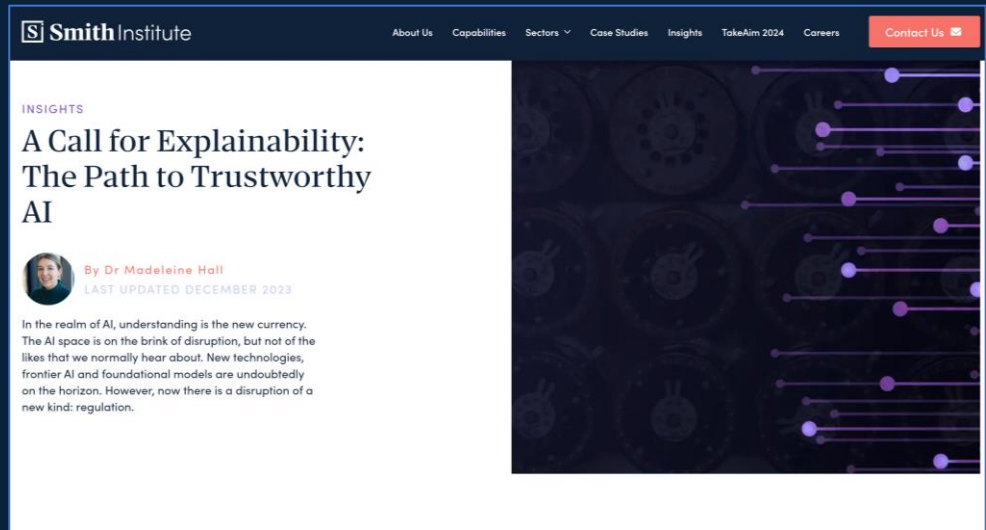 S Smith Institute
About Us Capabilities Sectors Case Studies Insights TakeAim 2024 Careers Contact Us
INSIGHTS
A Call for Explainability:
The Path to Trustworthy
AI
By Dr Madeleine Hall
LAST UPDATED DECEMBER 2023
In the realm of AI, understanding is the new currency.
The AI space is on the brink of disruption, but not of the
likes that we normally hear about. New technologies,
frontier AI and foundational models are undoubtedly
on the horizon. However, now there is a disruption of a
new kind: regulation.